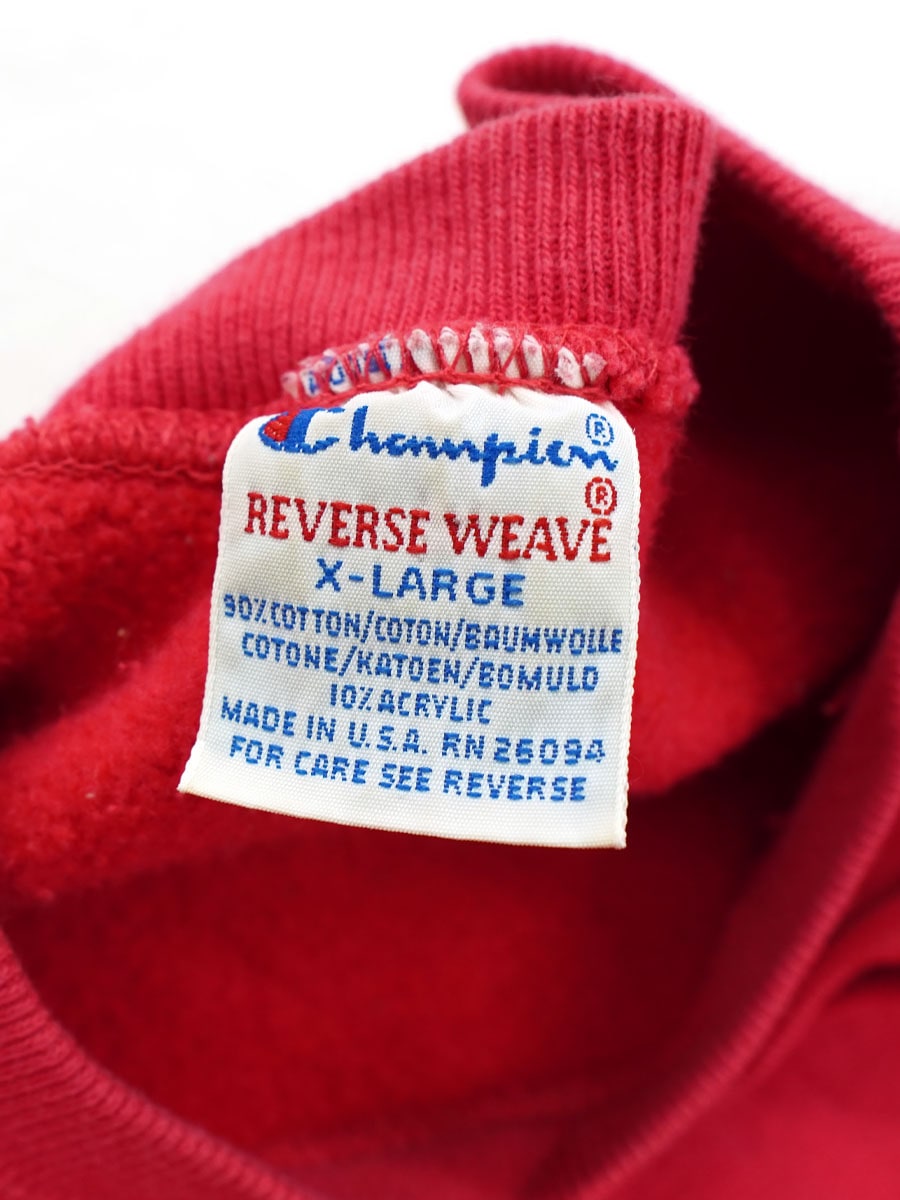 Champion®
REVERSE WEAVE®
X-LARGE
90% COTTON/COTON/BAUMWOLLE
COTONE/KATOEN/BOMULD
10% ACRYLIC
MADE IN U.S.A. RN 26094
FOR CARE SEE REVERSE